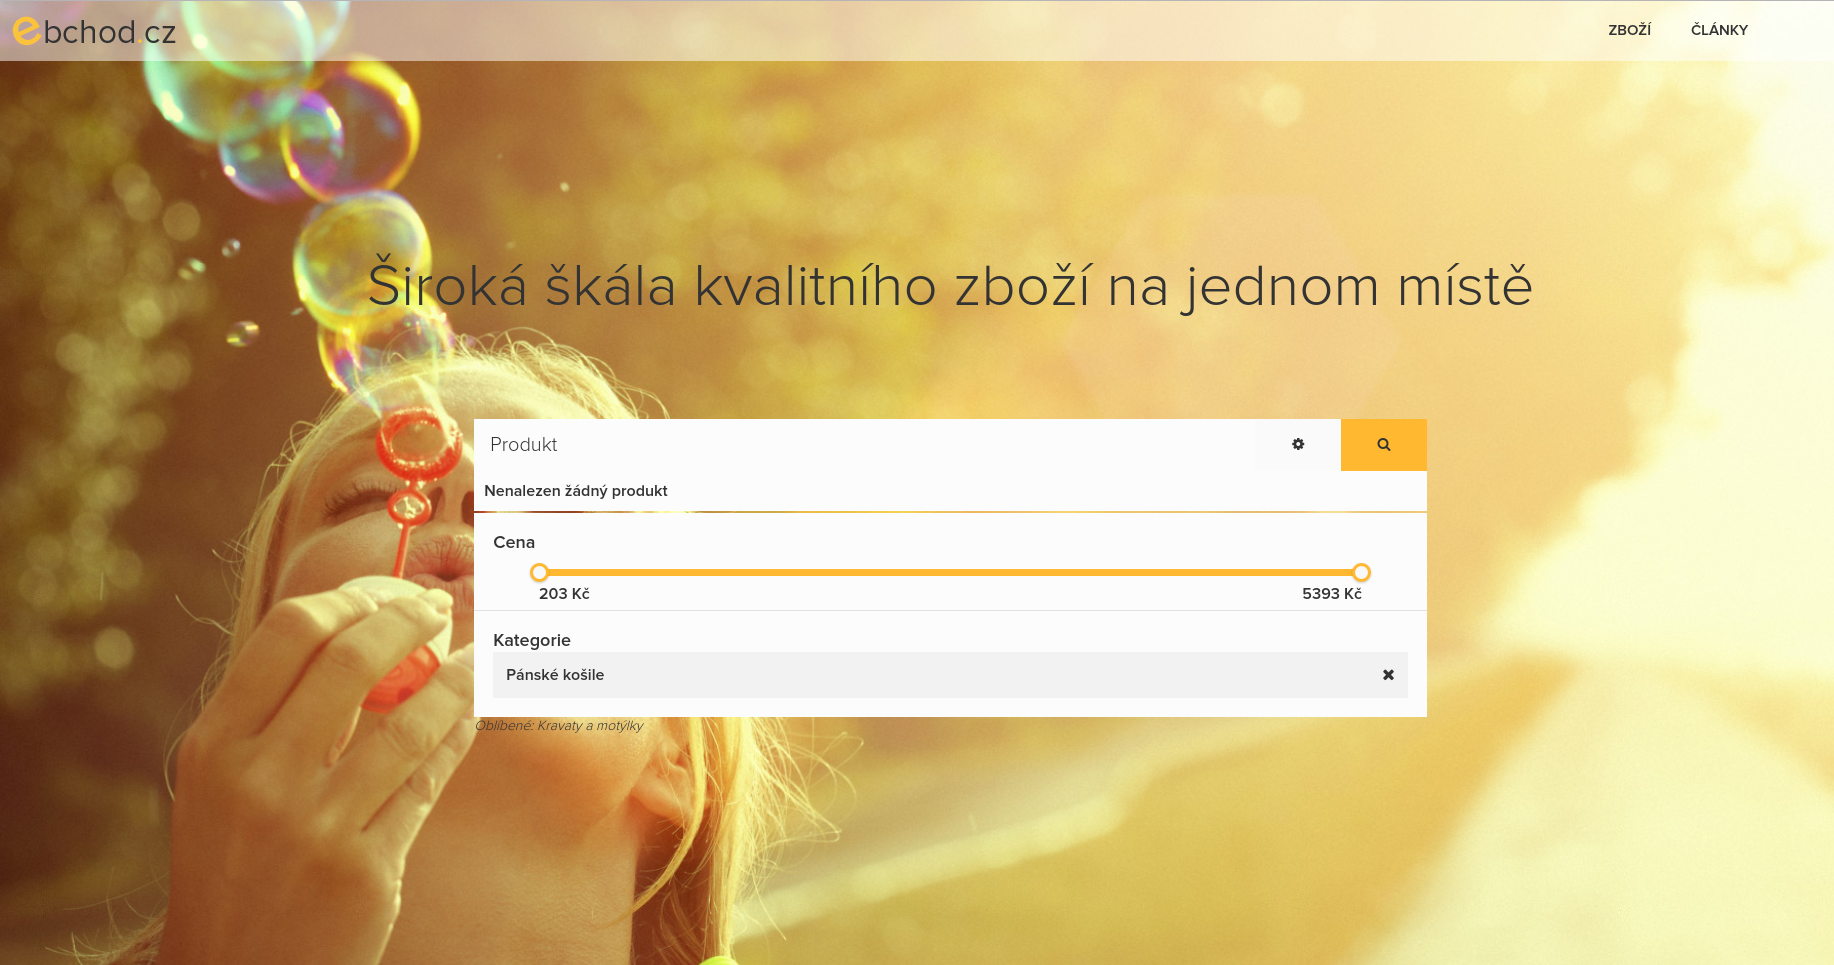 ebchod.cz
ZBOŽÍ
ČLÁNKY
Široká škála kvalitního zboží na jednom místě
Produkt
Nenalezen žádný produkt
Cena
203 Kč
5393 Kč
Kategorie
Pánské košile
Oblíbené: Kravaty a motýlky